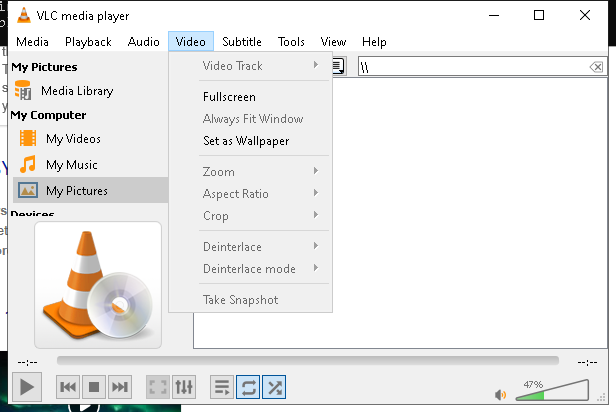 VLC media player
Media Playback Audio Video Subtitle Tools View Help
My Pictures
Media Library
My Computer
My Videos
My Music
My Pictures
Devices
Video Track
Fullscreen
Always Fit Window
Set as Wallpaper
Zoom
Aspect Ratio
Crop
Deinterlace
Deinterlace mode
Take Snapshot
\\
--:-- --:--
47%